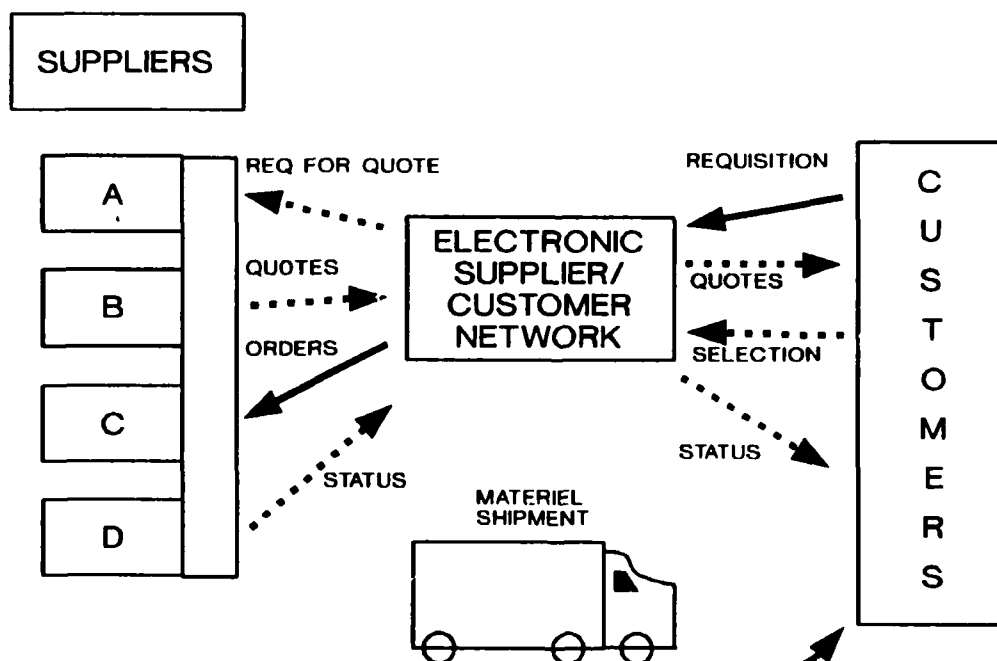 SUPPLIERS
A
B
C
D
REQ FOR QUOTE
QUOTES
ORDERS
STATUS
ELECTRONIC
SUPPLIER/
CUSTOMER
NETWORK
REQUISITION
QUOTES
SELECTION
STATUS
MATERIEL
SHIPMENT
C
U
S
T
O
M
E
R
S